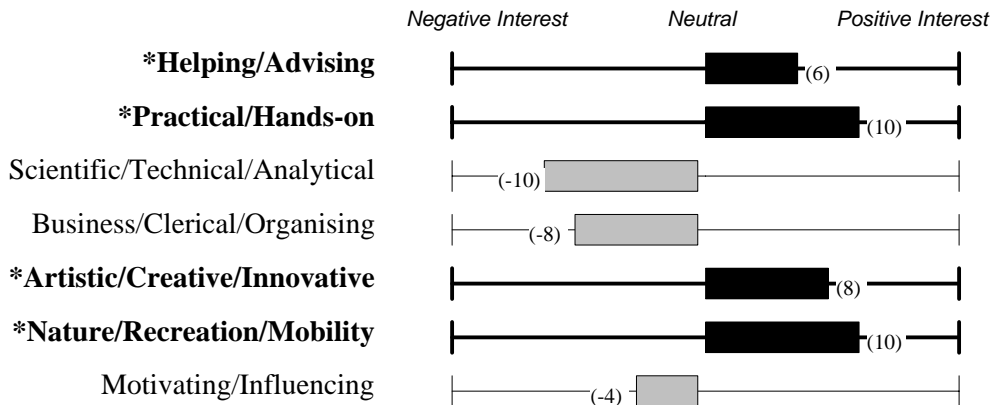 Negative Interest Neutral Positive Interest
*Helping/Advising (6)
*Practical/Hands-on (10)
Scientific/Technical/Analytical (-10)
Business/Clerical/Organising (-8)
*Artistic/Creative/Innovative (8)
*Nature/Recreation/Mobility (10)
Motivating/Influencing (-4)